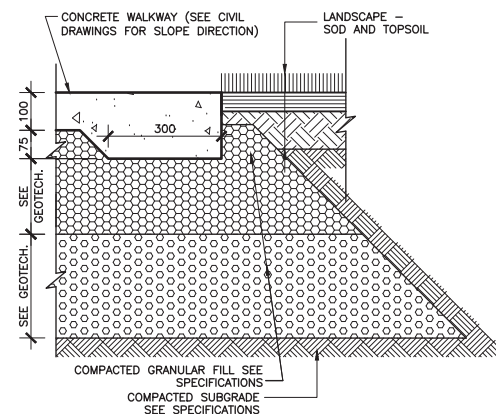 CONCRETE WALKWAY (SEE CIVIL
DRAWINGS FOR SLOPE DIRECTION)
LANDSCAPE –
SOD AND TOPSOIL
100
75
300
SEE
GEOTECH.
SEE GEOTECH.
COMPACTED GRANULAR FILL SEE
SPECIFICATIONS
COMPACTED SUBGRADE
SEE SPECIFICATIONS